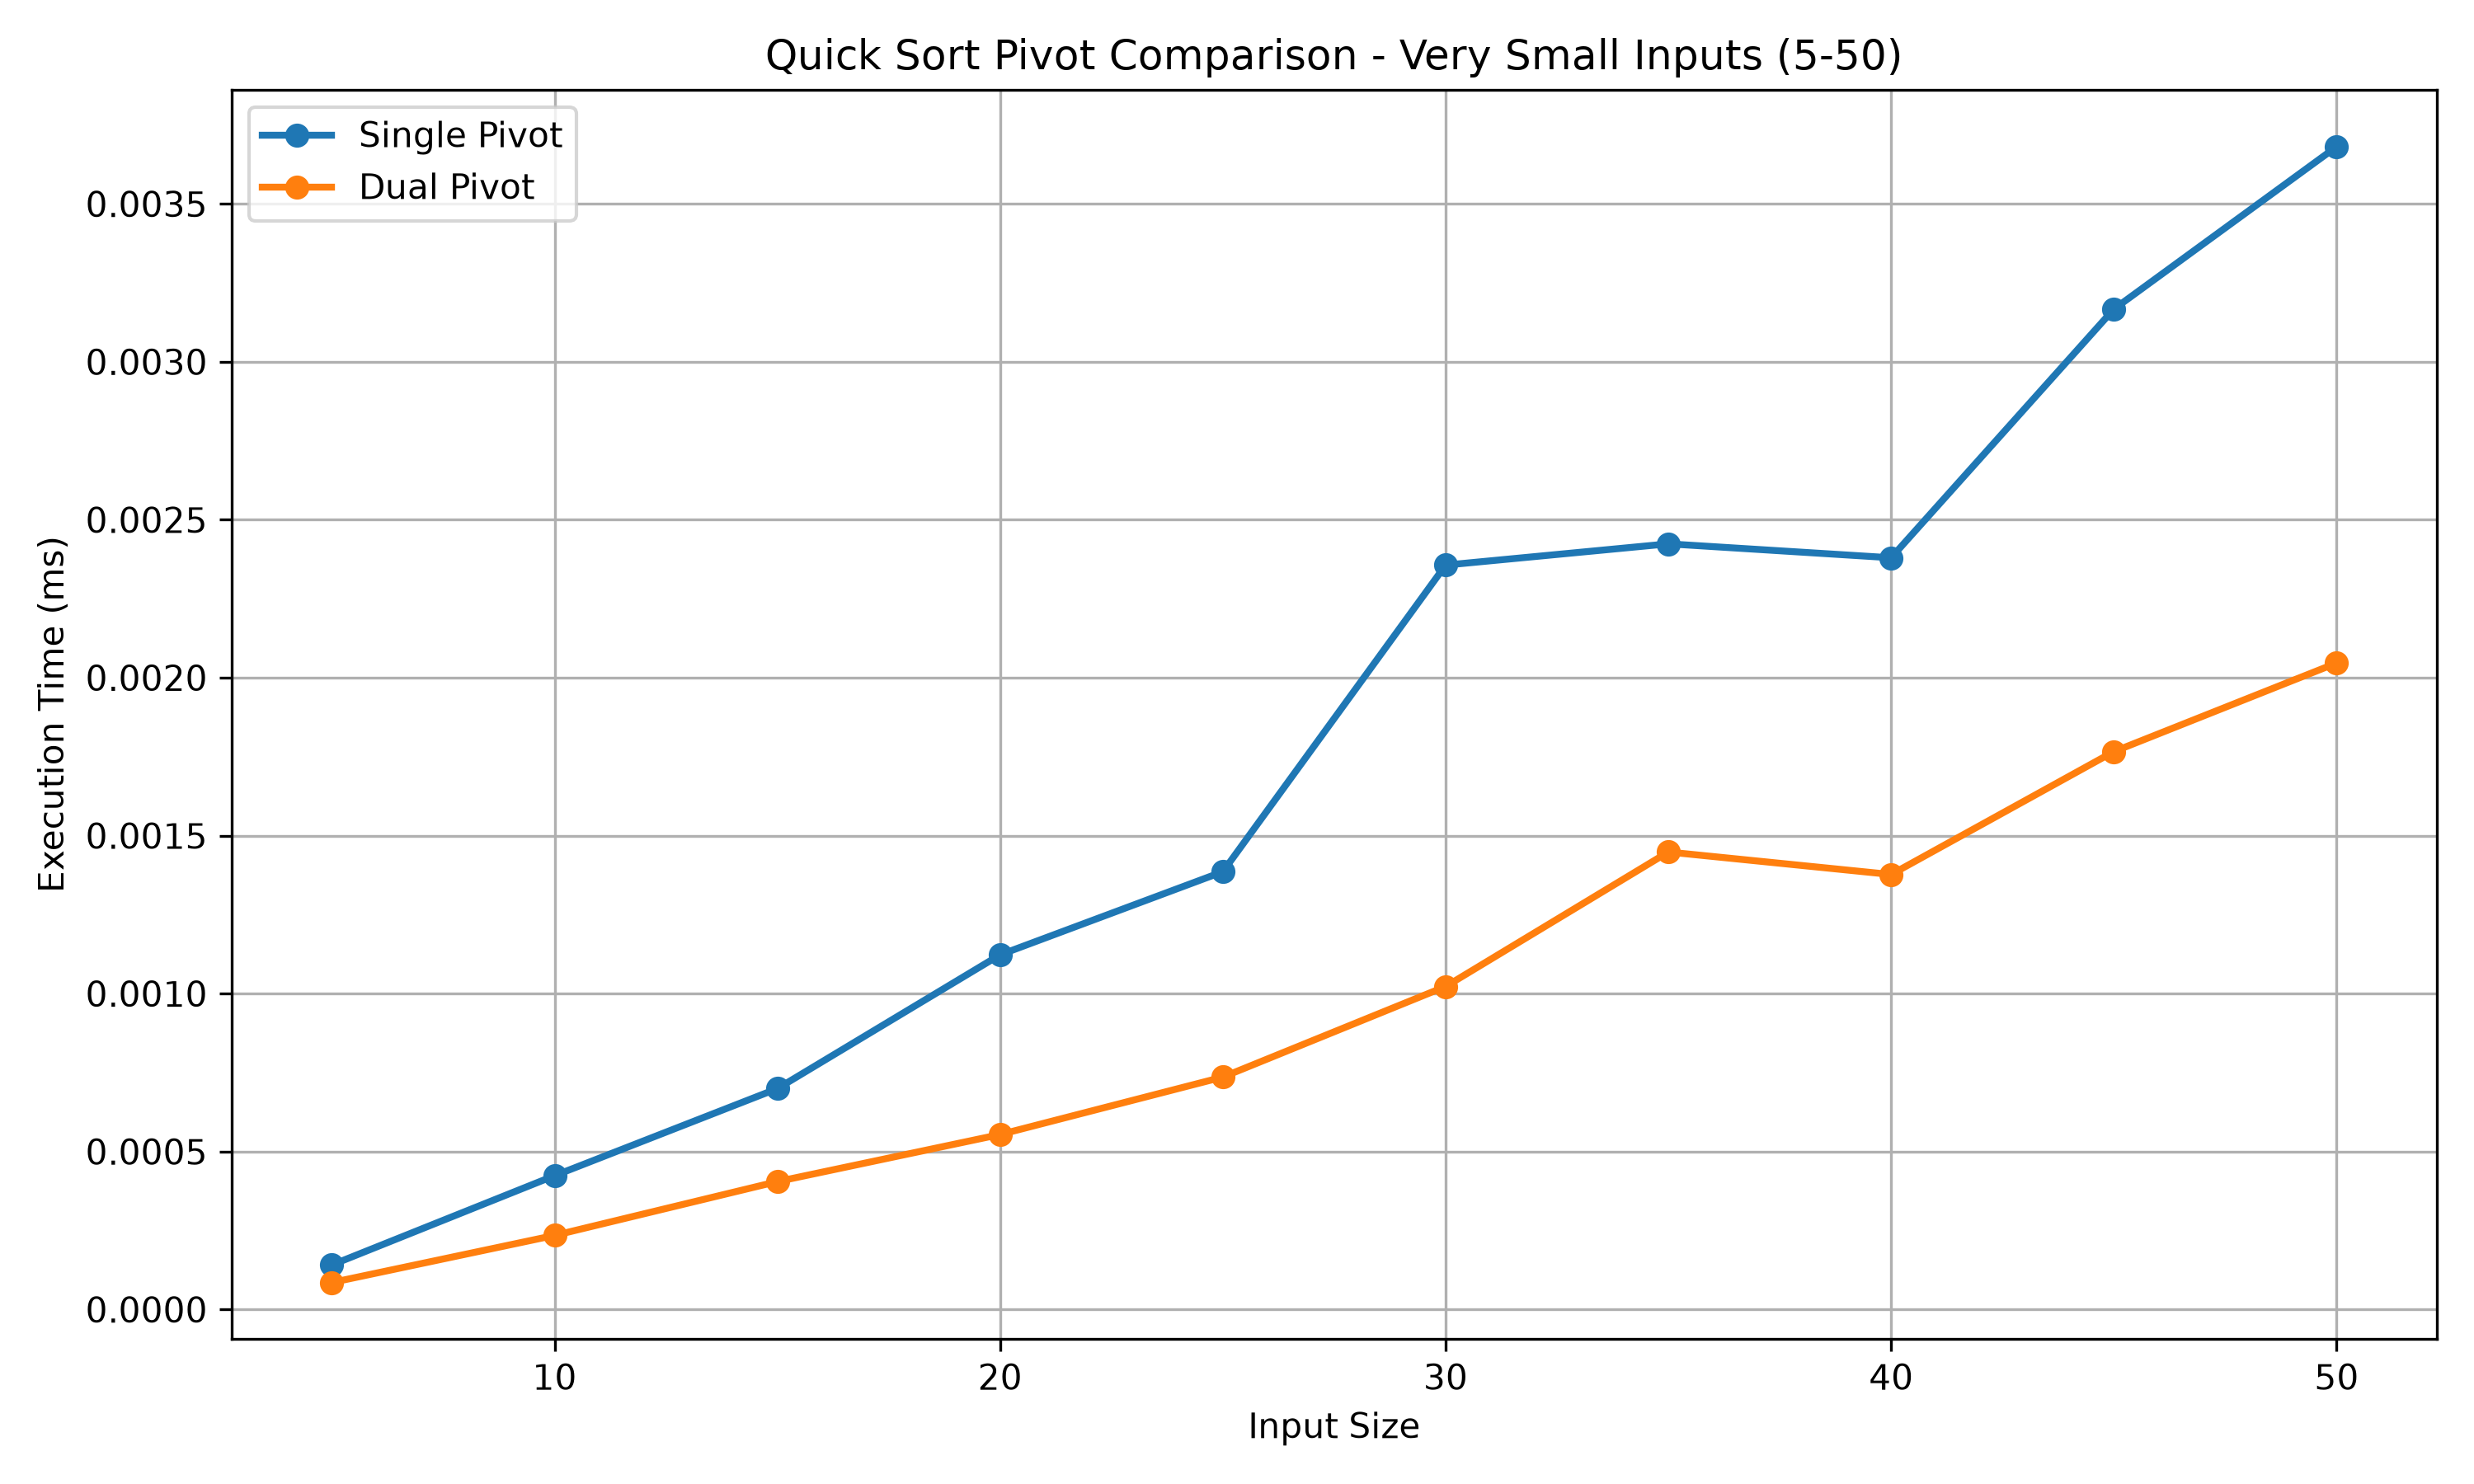 Quick Sort Pivot Comparison - Very Small Inputs (5-50)
Single Pivot
Dual Pivot
Execution Time (ms)
0.0035
0.0030
0.0025
0.0020
0.0015
0.0010
0.0005
0.0000
10 20 30 40 50
Input Size